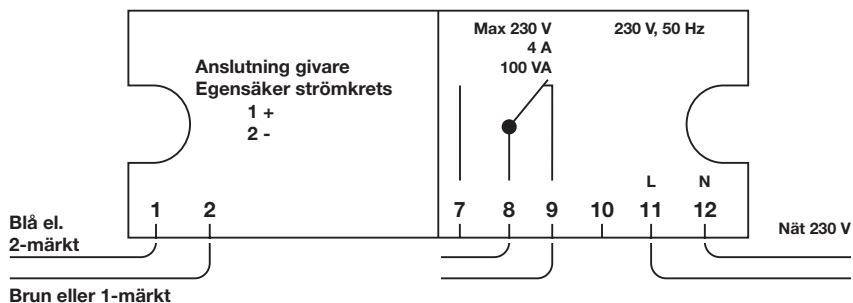 Max 230 V
4 A
100 VA
230 V, 50 Hz
Anslutning givare
Egensäker strömkrets
1 +
2 -
L
N
1
2
7
8
9
10
11
12
Blå el.
2-märkt
Nät 230 V
Brun eller 1-märkt